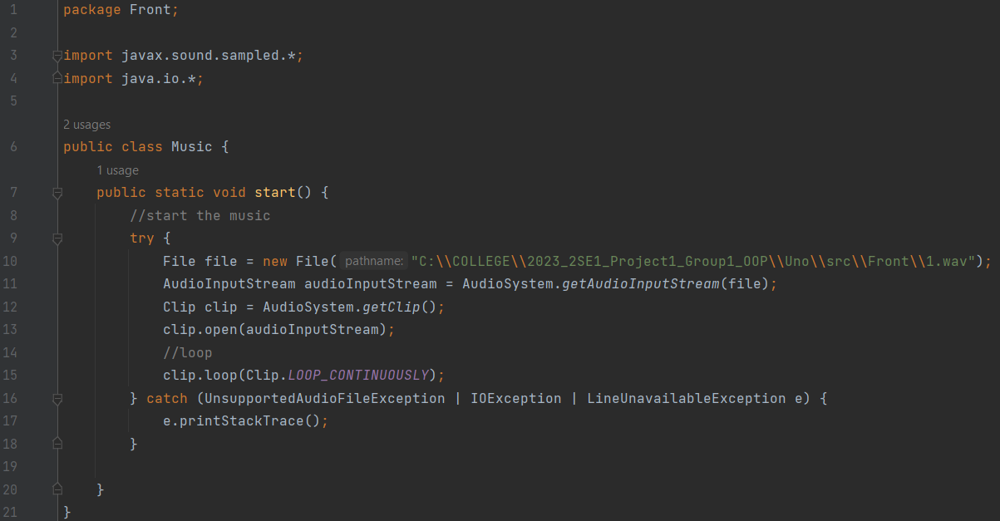 1 package Front;
2
3 import javax.sound.sampled.*;
4 import java.io.*;
5
2 usages
6 public class Music {
1 usage
7 public static void start() {
8 //start the music
9 try {
10 File file = new File( pathname: "C:\\COLLEGE\\2023_2SE1_Project1_Group1_OOP\\Uno\\src\\Front\\1.wav");
11 AudioInputStream audioInputStream = AudioSystem.getAudioInputStream(file);
12 Clip clip = AudioSystem.getClip();
13 clip.open(audioInputStream);
14 //loop
15 clip.loop(Clip.LOOP_CONTINUOUSLY);
16 } catch (UnsupportedAudioFileException | IOException | LineUnavailableException e) {
17 e.printStackTrace();
18 }
19
20 }
21 }